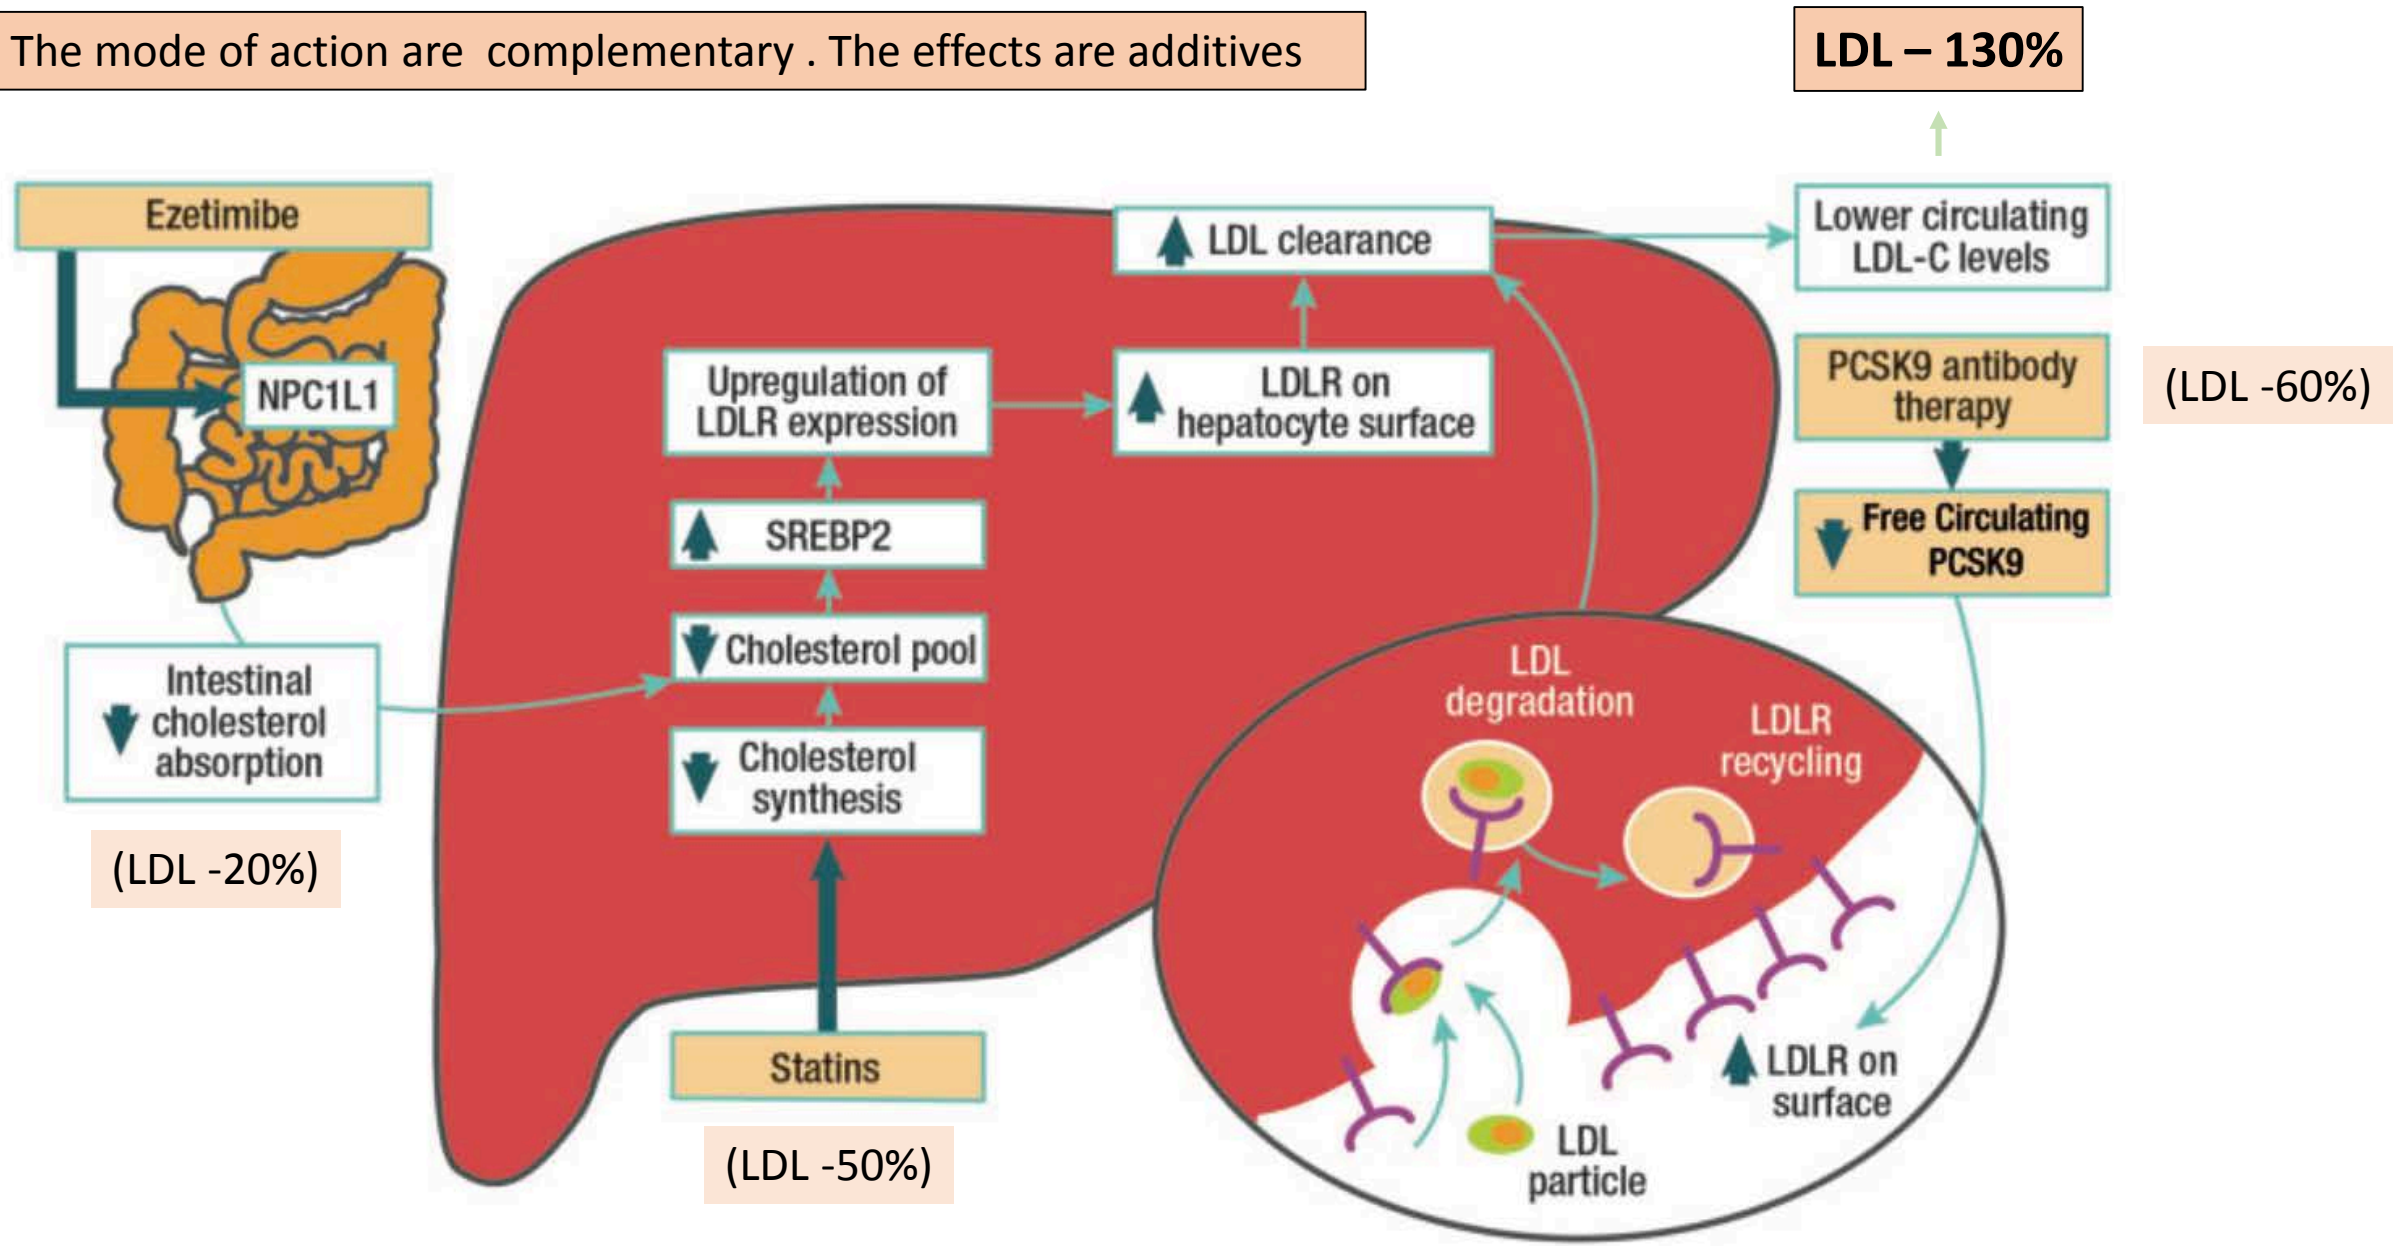 The mode of action are  complementary . The effects are additives
LDL – 130%
Ezetimibe
NPC1L1
Intestinal
cholesterol
absorption
(LDL -20%)
LDL clearance
Upregulation of
LDLR expression
LDLR on
hepatocyte surface
SREBP2
Cholesterol pool
Cholesterol
synthesis
Statins
(LDL -50%)
Lower circulating
LDL-C levels
PCSK9 antibody
therapy
(LDL -60%)
Free Circulating
PCSK9
LDL
degradation
LDLR
recycling
LDLR on
surface
LDL
particle